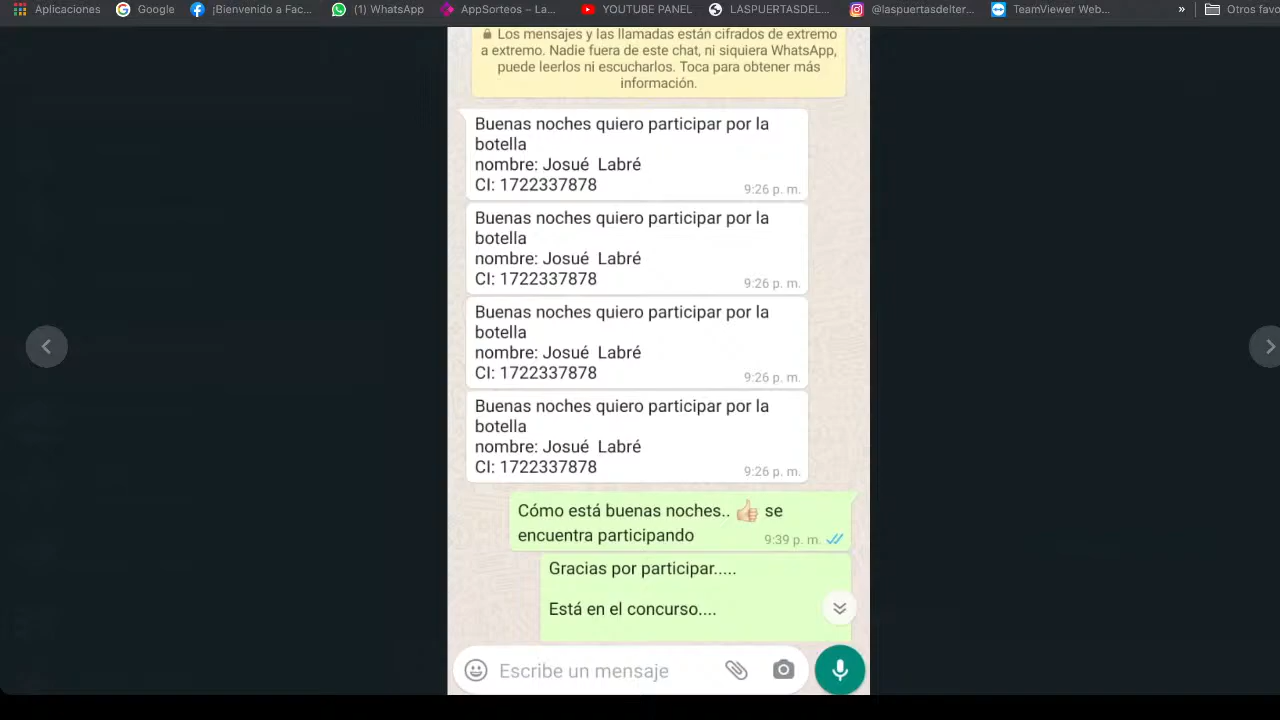 Aplicaciones Google ¡Bienvenido a Fac... (1) WhatsApp AppSorteos – La... YOUTUBE PANEL LASPUERTASDEL... @laspuertasdelter... TeamViewer Web... » Otros favo
Los mensajes y las llamadas están cifrados de extremo
a extremo. Nadie fuera de este chat, ni siquiera WhatsApp,
puede leerlos ni escucharlos. Toca para obtener más
información.
Buenas noches quiero participar por la
botella
nombre: Josué Labré
CI: 1722337878
9:26 p. m.
Buenas noches quiero participar por la
botella
nombre: Josué Labré
CI: 1722337878
9:26 p. m.
Buenas noches quiero participar por la
botella
nombre: Josué Labré
CI: 1722337878
9:26 p. m.
Buenas noches quiero participar por la
botella
nombre: Josué Labré
CI: 1722337878
9:26 p. m.
Cómo está buenas noches.. 👍 se
encuentra participando
9:39 p. m.
Gracias por participar.....
Está en el concurso....
Escribe un mensaje